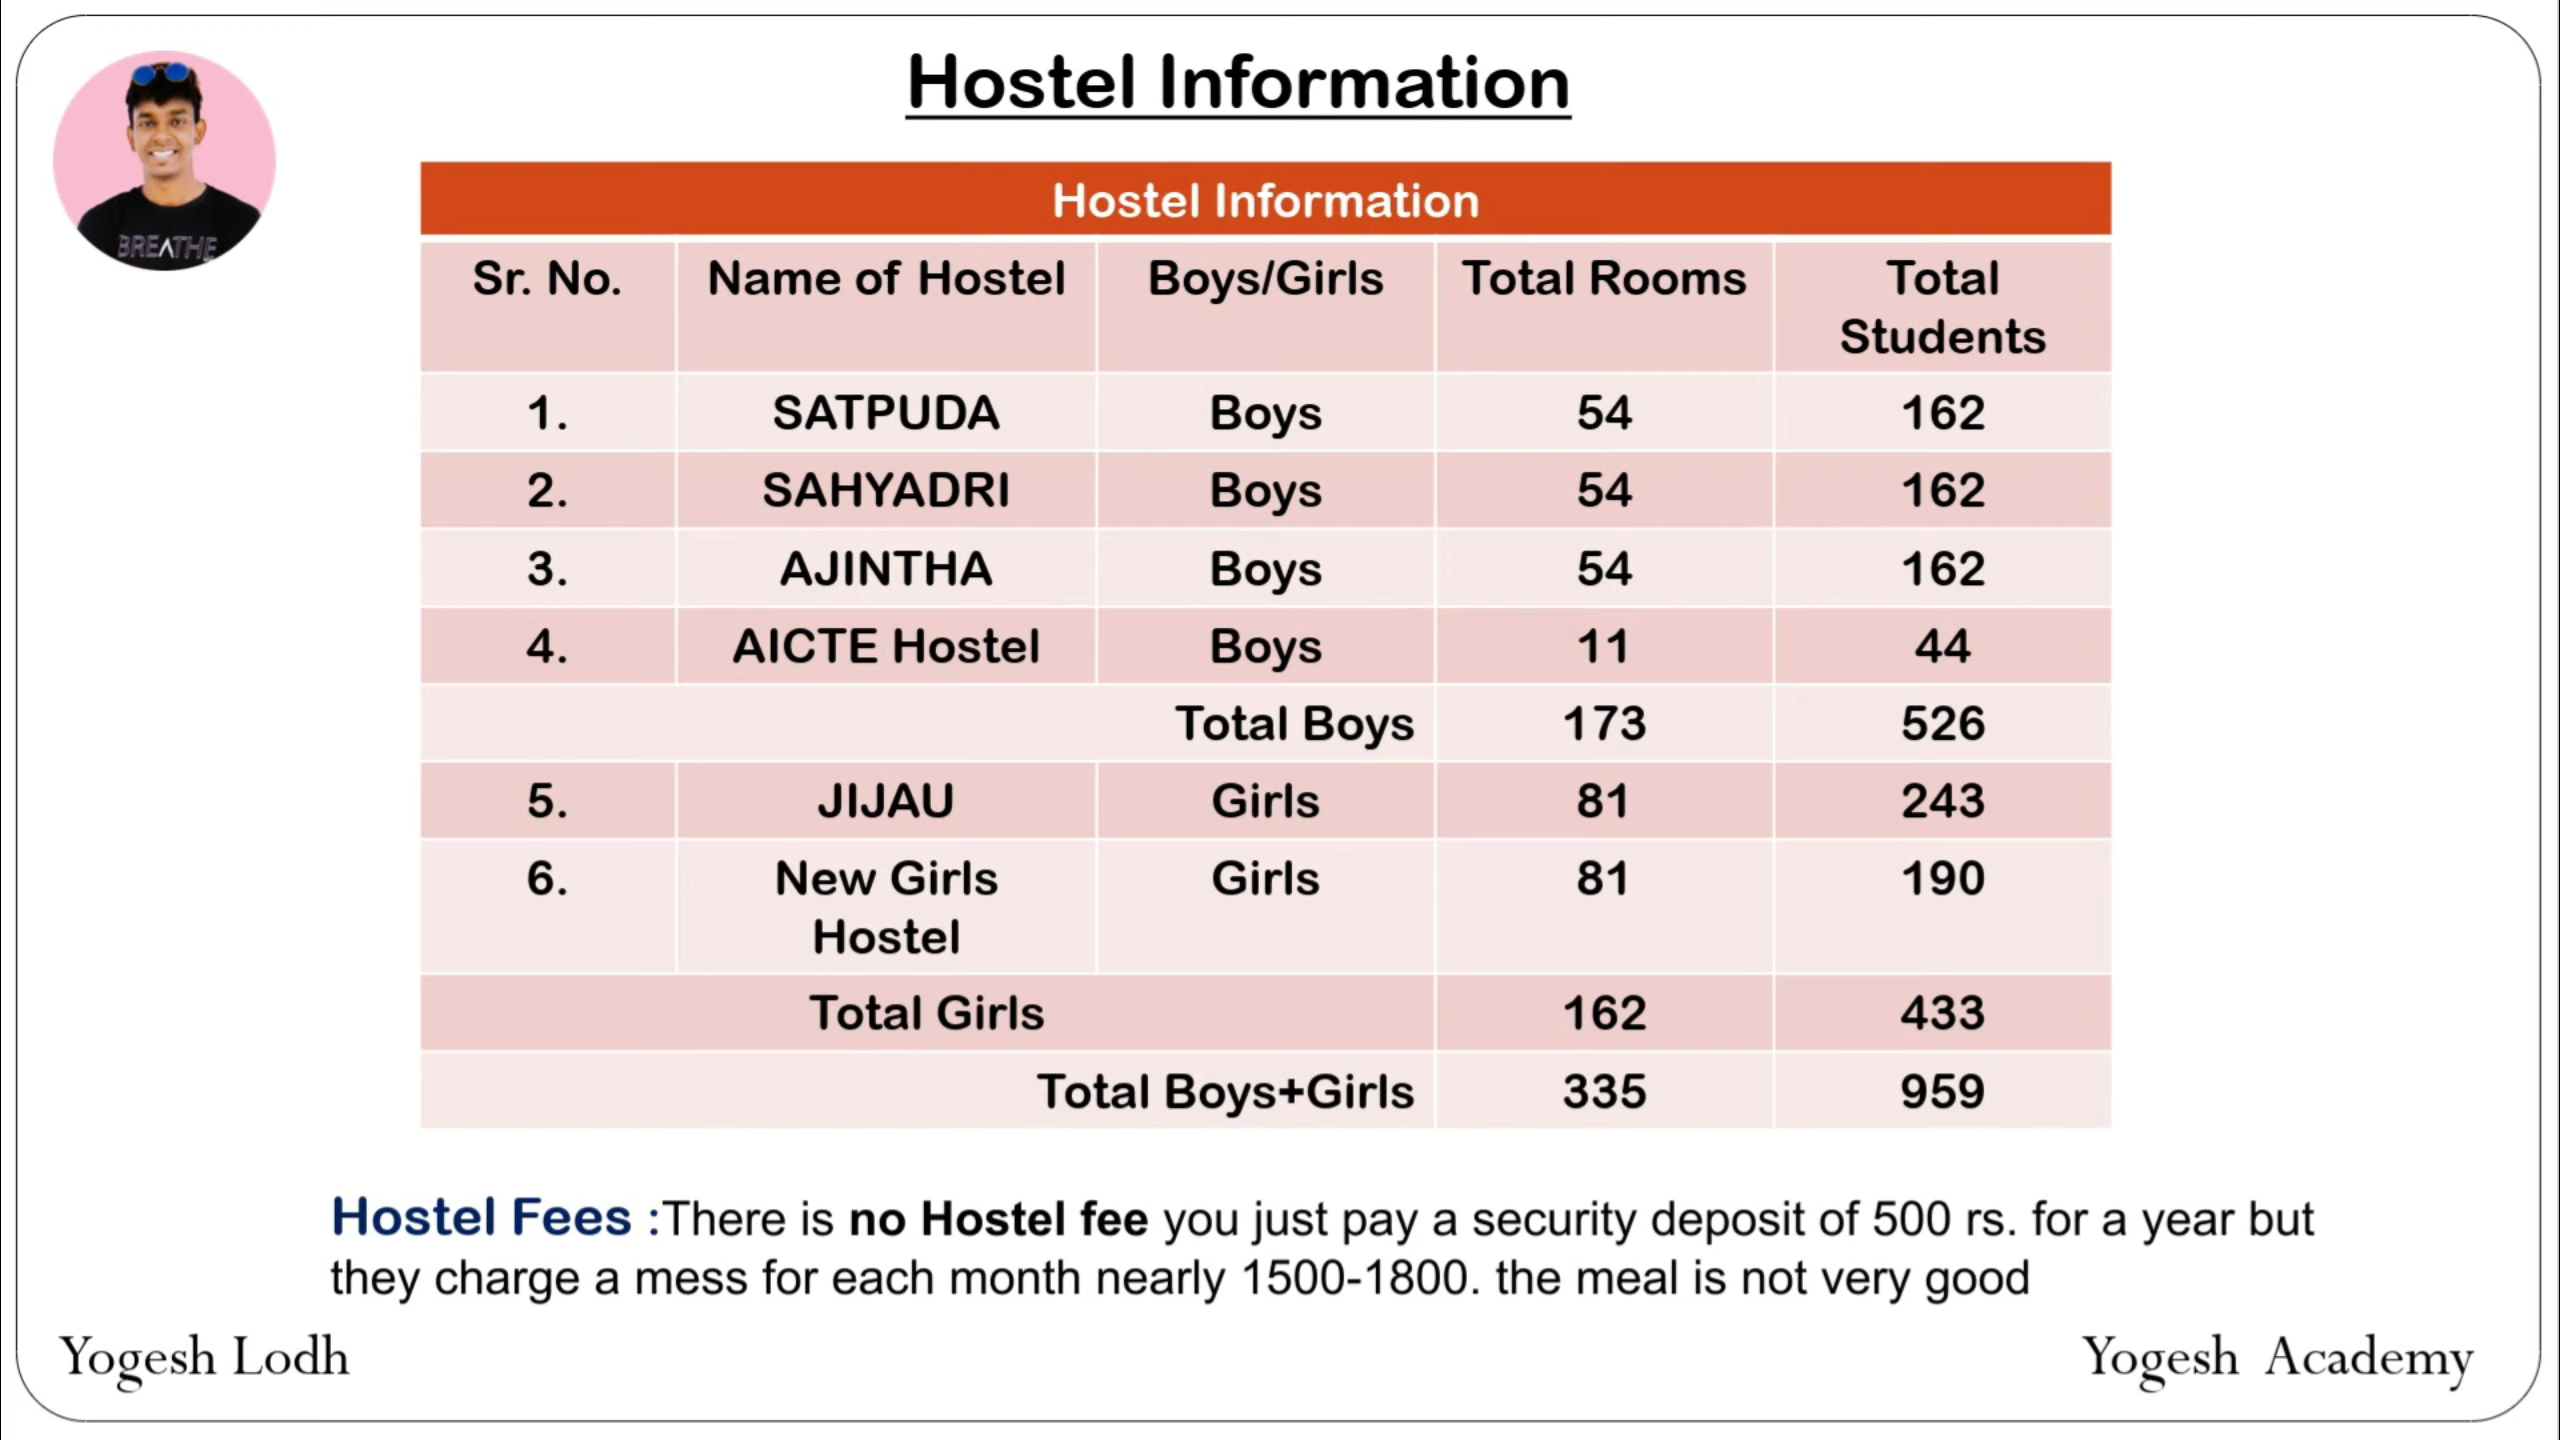 Hostel Information
BREATHE
Hostel Information
Sr. No. Name of Hostel Boys/Girls Total Rooms Total Students
1. SATPUDA Boys 54 162
2. SAHYADRI Boys 54 162
3. AJINTHA Boys 54 162
4. AICTE Hostel Boys 11 44
Total Boys 173 526
5. JIJAU Girls 81 243
6. New Girls Hostel Girls 81 190
Total Girls 162 433
Total Boys+Girls 335 959
Hostel Fees :There is no Hostel fee you just pay a security deposit of 500 rs. for a year but
they charge a mess for each month nearly 1500-1800. the meal is not very good
Yogesh Lodh
Yogesh Academy